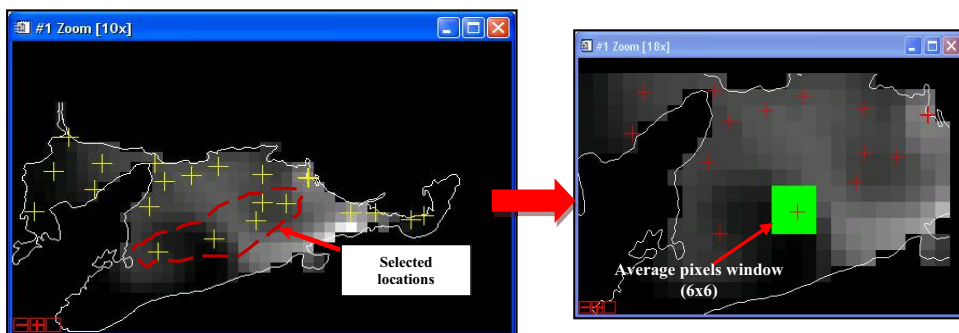 #1 Zoom [10x]
Selected
locations
#1 Zoom [18x]
Average pixels window
(6x6)